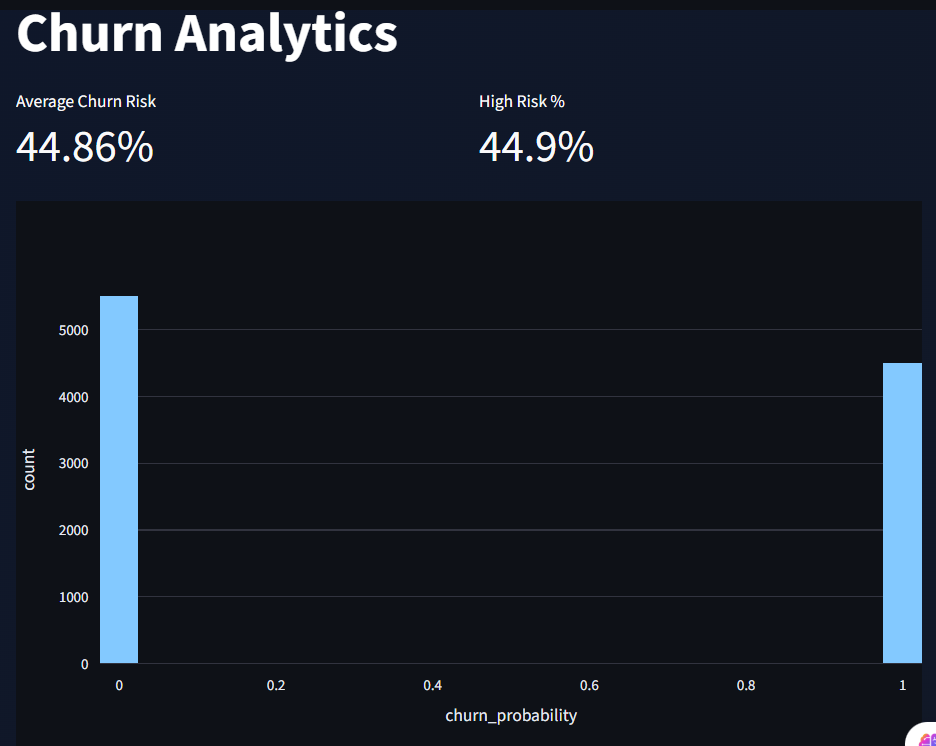 Churn Analytics
Average Churn Risk
High Risk %
44.86%
44.9%
5000
4000
3000
2000
1000
0
count
0 0.2 0.4 0.6 0.8 1
churn_probability